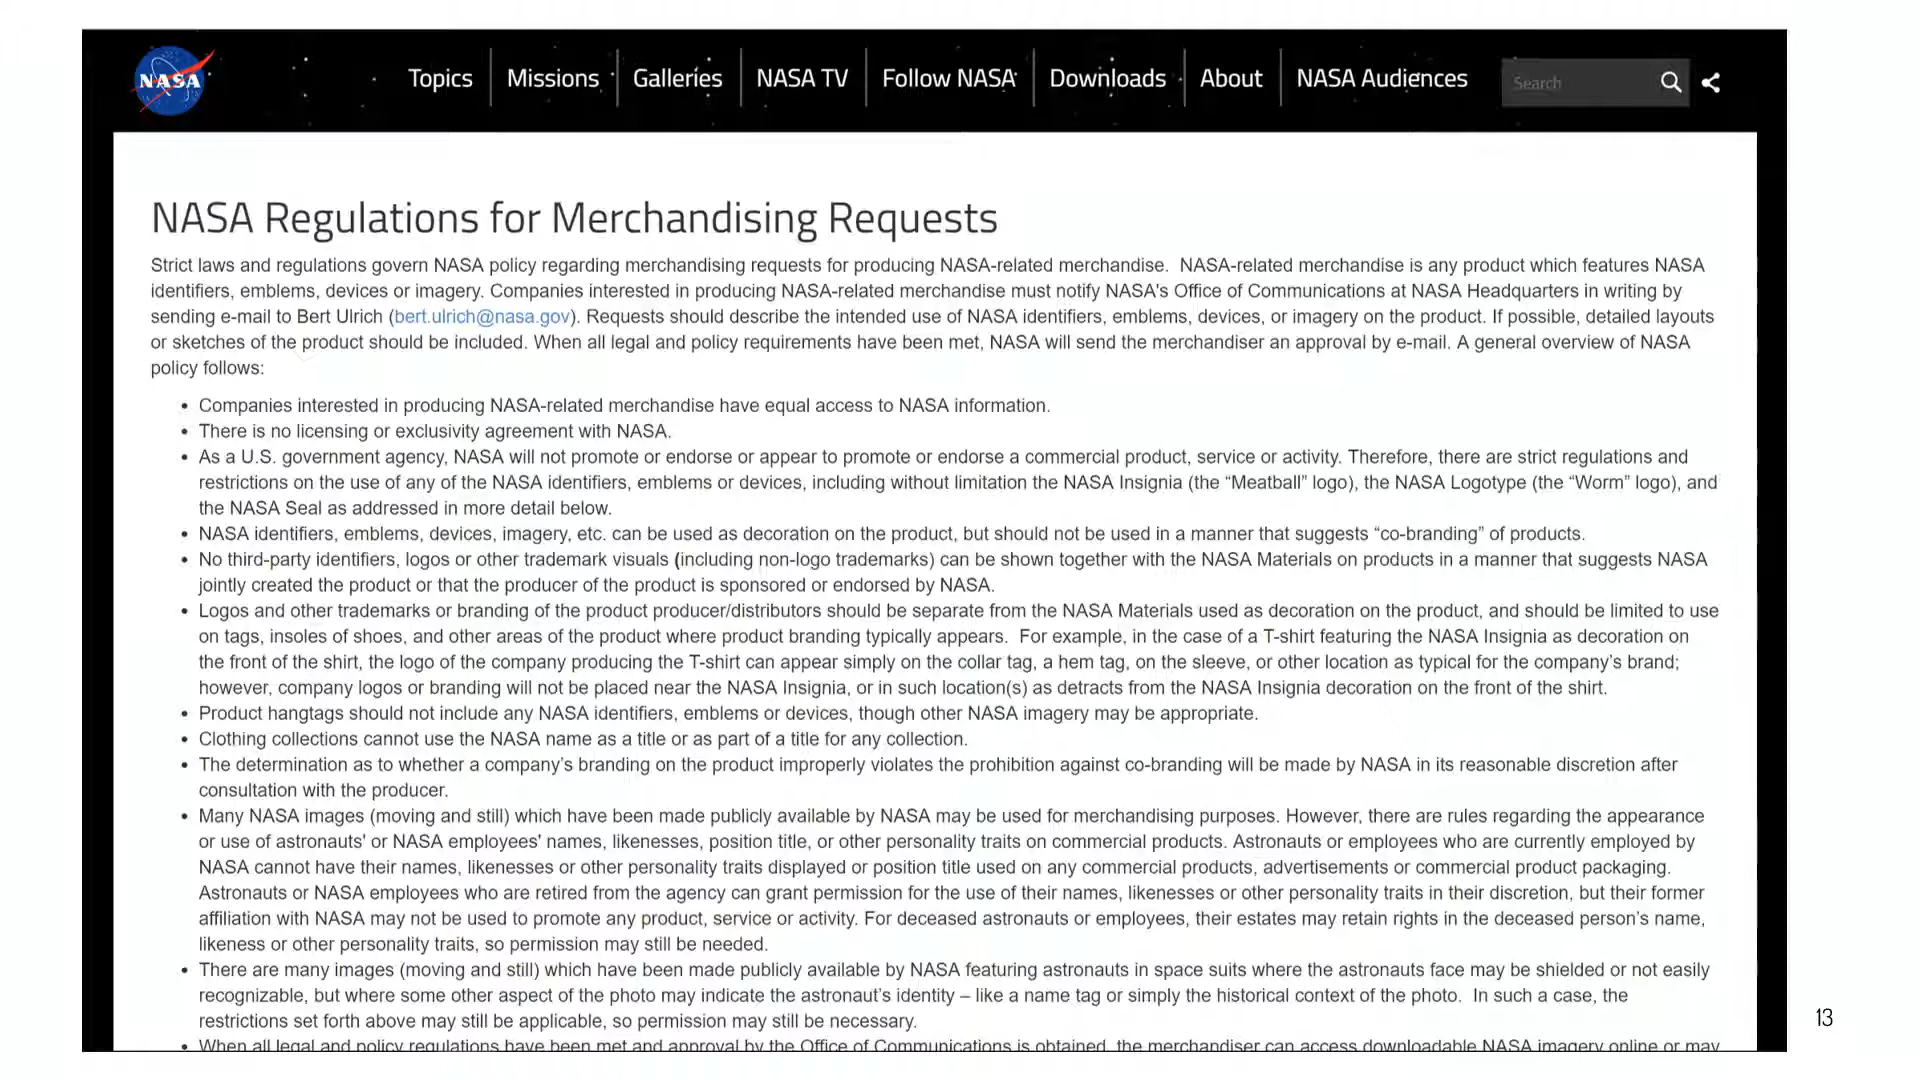 NASA
Topics
Missions
Galleries
NASA TV
Follow NASA
Downloads
About
NASA Audiences
Search
NASA Regulations for Merchandising Requests
Strict laws and regulations govern NASA policy regarding merchandising requests for producing NASA-related merchandise.  NASA-related merchandise is any product which features NASA
identifiers, emblems, devices or imagery. Companies interested in producing NASA-related merchandise must notify NASA's Office of Communications at NASA Headquarters in writing by
sending e-mail to Bert Ulrich (bert.ulrich@nasa.gov). Requests should describe the intended use of NASA identifiers, emblems, devices, or imagery on the product. If possible, detailed layouts
or sketches of the product should be included. When all legal and policy requirements have been met, NASA will send the merchandiser an approval by e-mail. A general overview of NASA
policy follows:
• Companies interested in producing NASA-related merchandise have equal access to NASA information.
• There is no licensing or exclusivity agreement with NASA.
• As a U.S. government agency, NASA will not promote or endorse or appear to promote or endorse a commercial product, service or activity. Therefore, there are strict regulations and
restrictions on the use of any of the NASA identifiers, emblems or devices, including without limitation the NASA Insignia (the “Meatball” logo), the NASA Logotype (the “Worm” logo), and
the NASA Seal as addressed in more detail below.
• NASA identifiers, emblems, devices, imagery, etc. can be used as decoration on the product, but should not be used in a manner that suggests “co-branding” of products.
• No third-party identifiers, logos or other trademark visuals (including non-logo trademarks) can be shown together with the NASA Materials on products in a manner that suggests NASA
jointly created the product or that the producer of the product is sponsored or endorsed by NASA.
• Logos and other trademarks or branding of the product producer/distributors should be separate from the NASA Materials used as decoration on the product, and should be limited to use
on tags, insoles of shoes, and other areas of the product where product branding typically appears.  For example, in the case of a T-shirt featuring the NASA Insignia as decoration on
the front of the shirt, the logo of the company producing the T-shirt can appear simply on the collar tag, a hem tag, on the sleeve, or other location as typical for the company’s brand;
however, company logos or branding will not be placed near the NASA Insignia, or in such location(s) as detracts from the NASA Insignia decoration on the front of the shirt.
• Product hangtags should not include any NASA identifiers, emblems or devices, though other NASA imagery may be appropriate.
• Clothing collections cannot use the NASA name as a title or as part of a title for any collection.
• The determination as to whether a company’s branding on the product improperly violates the prohibition against co-branding will be made by NASA in its reasonable discretion after
consultation with the producer.
• Many NASA images (moving and still) which have been made publicly available by NASA may be used for merchandising purposes. However, there are rules regarding the appearance
or use of astronauts' or NASA employees' names, likenesses, position title, or other personality traits on commercial products. Astronauts or employees who are currently employed by
NASA cannot have their names, likenesses or other personality traits displayed or position title used on any commercial products, advertisements or commercial product packaging.
Astronauts or NASA employees who are retired from the agency can grant permission for the use of their names, likenesses or other personality traits in their discretion, but their former
affiliation with NASA may not be used to promote any product, service or activity. For deceased astronauts or employees, their estates may retain rights in the deceased person’s name,
likeness or other personality traits, so permission may still be needed.
• There are many images (moving and still) which have been made publicly available by NASA featuring astronauts in space suits where the astronauts face may be shielded or not easily
recognizable, but where some other aspect of the photo may indicate the astronaut’s identity – like a name tag or simply the historical context of the photo.  In such a case, the
restrictions set forth above may still be applicable, so permission may still be necessary.
• When all legal and policy regulations have been met and approval by the Office of Communications is obtained, the merchandiser can access downloadable NASA imagery online or may
13